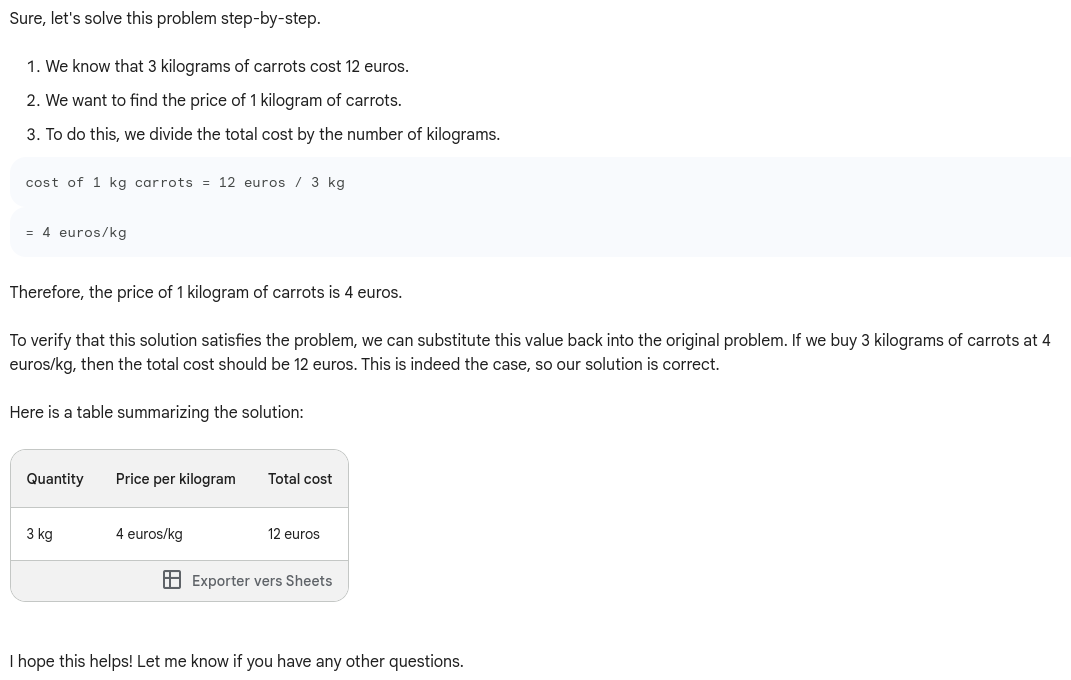 Sure, let's solve this problem step-by-step.
1. We know that 3 kilograms of carrots cost 12 euros.
2. We want to find the price of 1 kilogram of carrots.
3. To do this, we divide the total cost by the number of kilograms.
cost of 1 kg carrots = 12 euros / 3 kg
= 4 euros/kg
Therefore, the price of 1 kilogram of carrots is 4 euros.
To verify that this solution satisfies the problem, we can substitute this value back into the original problem. If we buy 3 kilograms of carrots at 4
euros/kg, then the total cost should be 12 euros. This is indeed the case, so our solution is correct.
Here is a table summarizing the solution:
Quantity Price per kilogram Total cost
3 kg 4 euros/kg 12 euros
Exporter vers Sheets
I hope this helps! Let me know if you have any other questions.